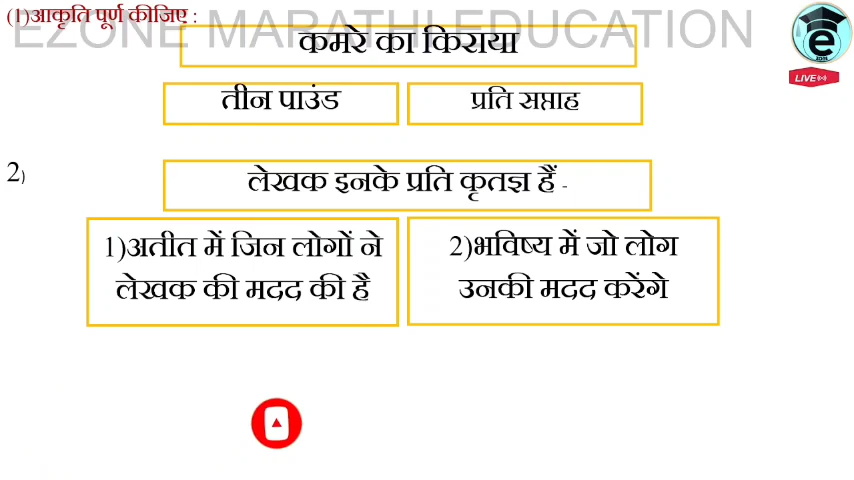 (1)आकृति पूर्ण कीजिए :
EZONE MARATHI EDUCATION
कमरे का किराया
तीन पाउंड
प्रति सप्ताह
e
EZONE
LIVE
2)
लेखक इनके प्रति कृतज्ञ हैं -
1)अतीत में जिन लोगों ने
लेखक की मदद की है
2)भविष्य में जो लोग
उनकी मदद करेंगे